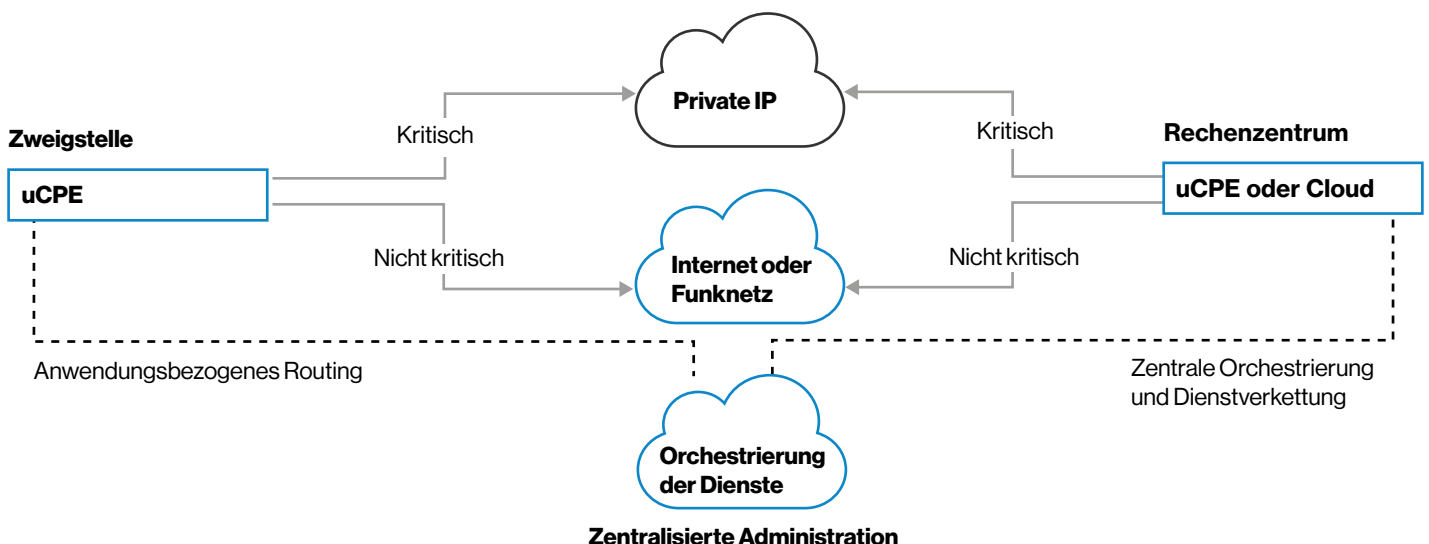 Private IP
Zweigstelle
Kritisch
Kritisch
Rechenzentrum
uCPE
uCPE oder Cloud
Nicht kritisch
Internet oder
Funknetz
Nicht kritisch
Anwendungsbezogenes Routing
Zentrale Orchestrierung
und Dienstverkettung
Orchestrierung
der Dienste
Zentralisierte Administration